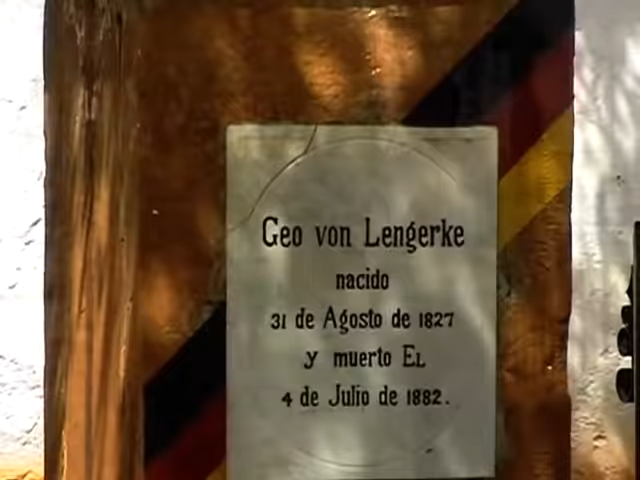 Geo von Lengerke
nacido
31 de Agosto de 1827
y muerto EL
4 de Julio de 1882.